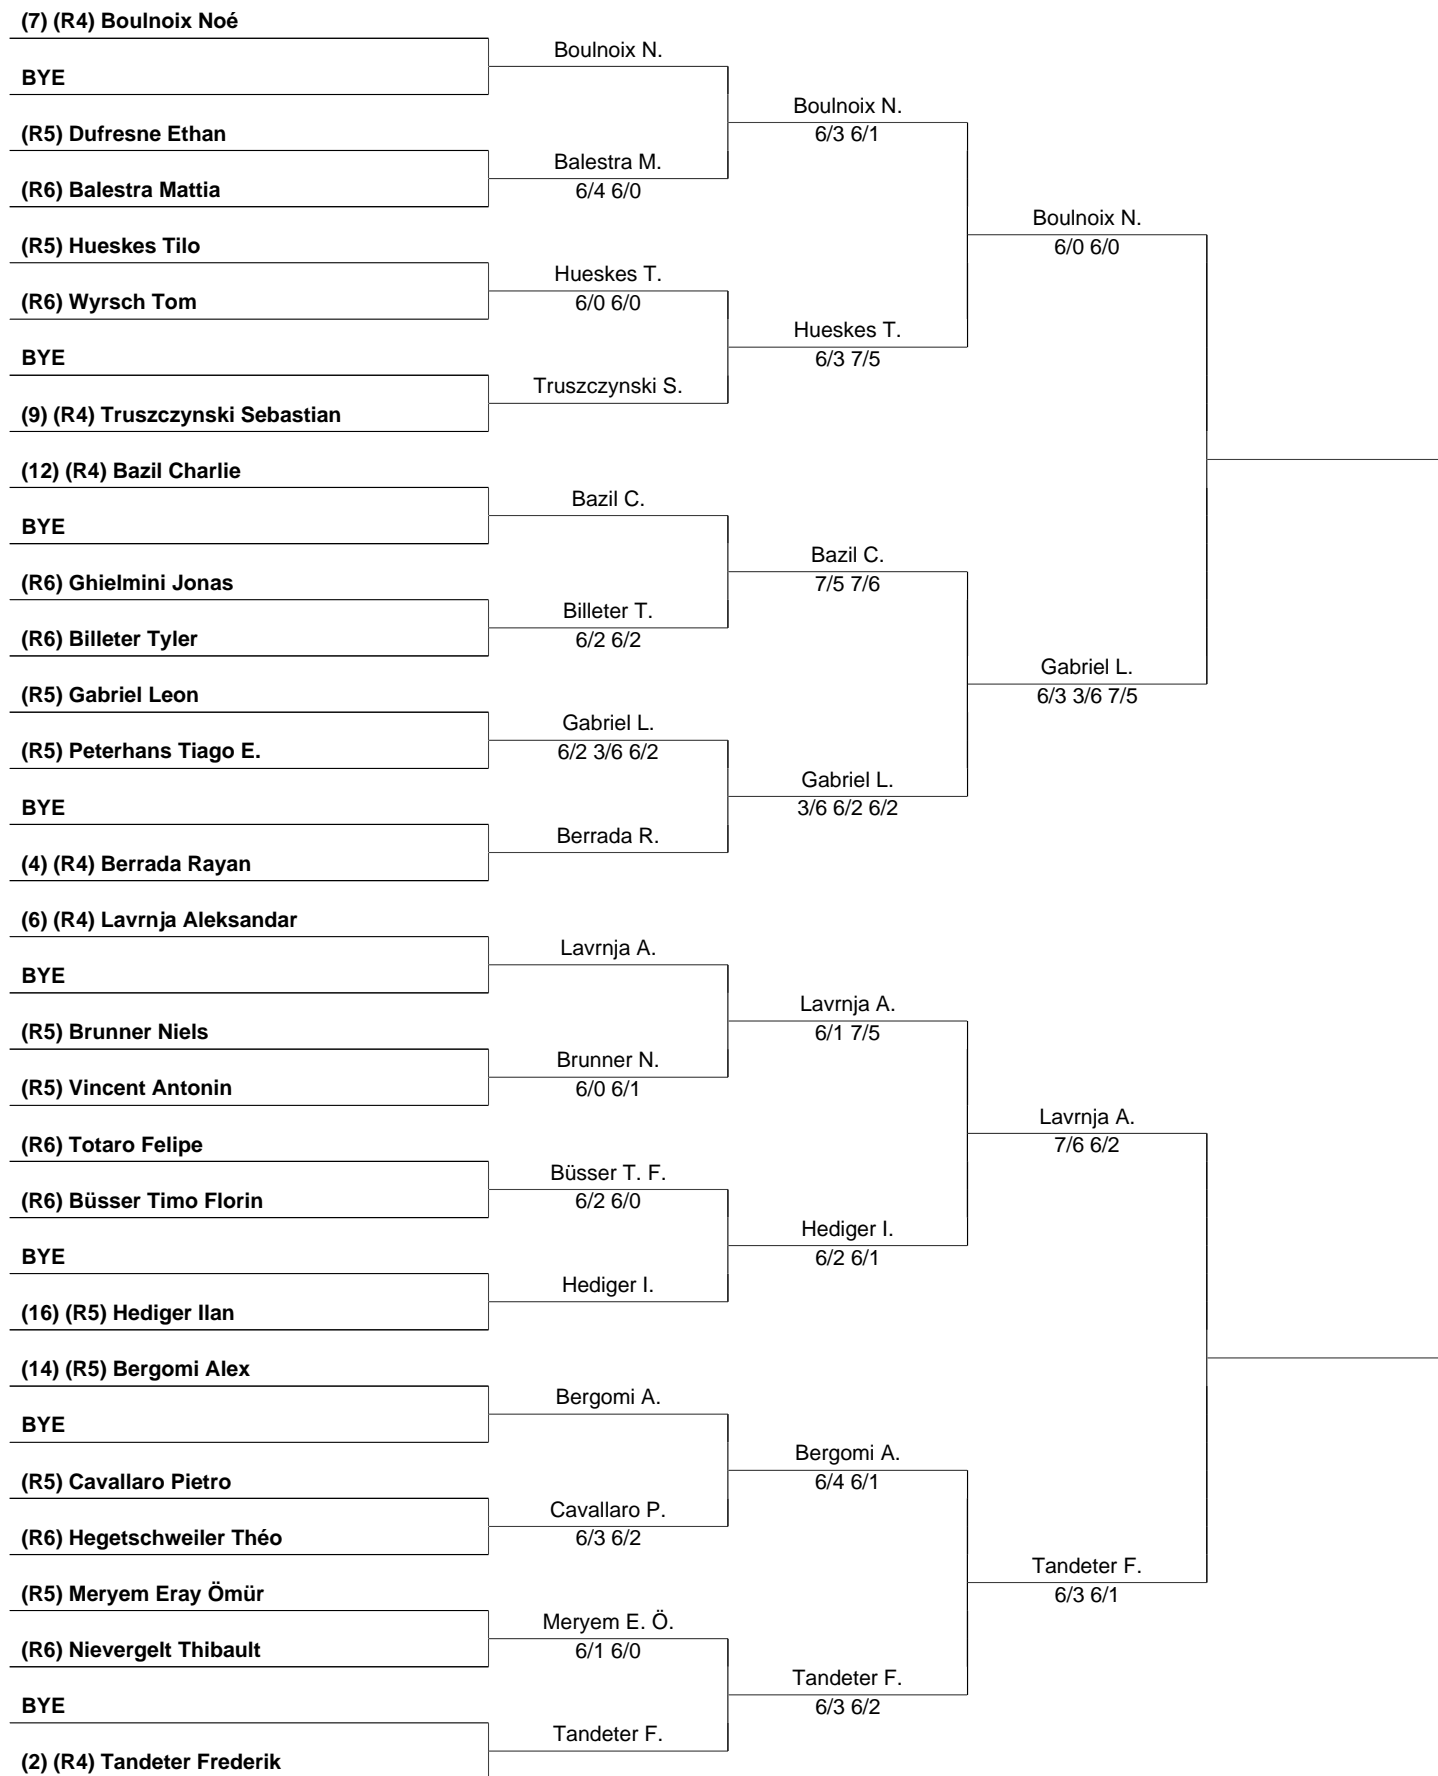 (7) (R4) Boulnoix Noé
BYE
(R5) Dufresne Ethan
(R6) Balestra Mattia
(R5) Hueskes Tilo
(R6) Wyrsch Tom
BYE
(9) (R4) Truszczynski Sebastian
(12) (R4) Bazil Charlie
BYE
(R6) Ghielmini Jonas
(R6) Billeter Tyler
(R5) Gabriel Leon
(R5) Peterhans Tiago E.
BYE
(4) (R4) Berrada Rayan
(6) (R4) Lavrnja Aleksandar
BYE
(R5) Brunner Niels
(R5) Vincent Antonin
(R6) Totaro Felipe
(R6) Büsser Timo Florin
BYE
(16) (R5) Hediger Ilan
(14) (R5) Bergomi Alex
BYE
(R5) Cavallaro Pietro
(R6) Hegetschweiler Théo
(R5) Meryem Eray Ömür
(R6) Nievergelt Thibault
BYE
(2) (R4) Tandeter Frederik
Boulnoix N.
Balestra M.
6/4 6/0
Hueskes T.
6/0 6/0
Truszczynski S.
Bazil C.
Billeter T.
6/2 6/2
Gabriel L.
6/2 3/6 6/2
Berrada R.
Lavrnja A.
Brunner N.
6/0 6/1
Büsser T. F.
6/2 6/0
Hediger I.
Bergomi A.
Cavallaro P.
6/3 6/2
Meryem E. Ö.
6/1 6/0
Tandeter F.
Boulnoix N.
6/3 6/1
Hueskes T.
6/3 7/5
Bazil C.
7/5 7/6
Gabriel L.
3/6 6/2 6/2
Lavrnja A.
6/1 7/5
Hediger I.
6/2 6/1
Bergomi A.
6/4 6/1
Tandeter F.
6/3 6/2
Boulnoix N.
6/0 6/0
Gabriel L.
6/3 3/6 7/5
Lavrnja A.
7/6 6/2
Tandeter F.
6/3 6/1